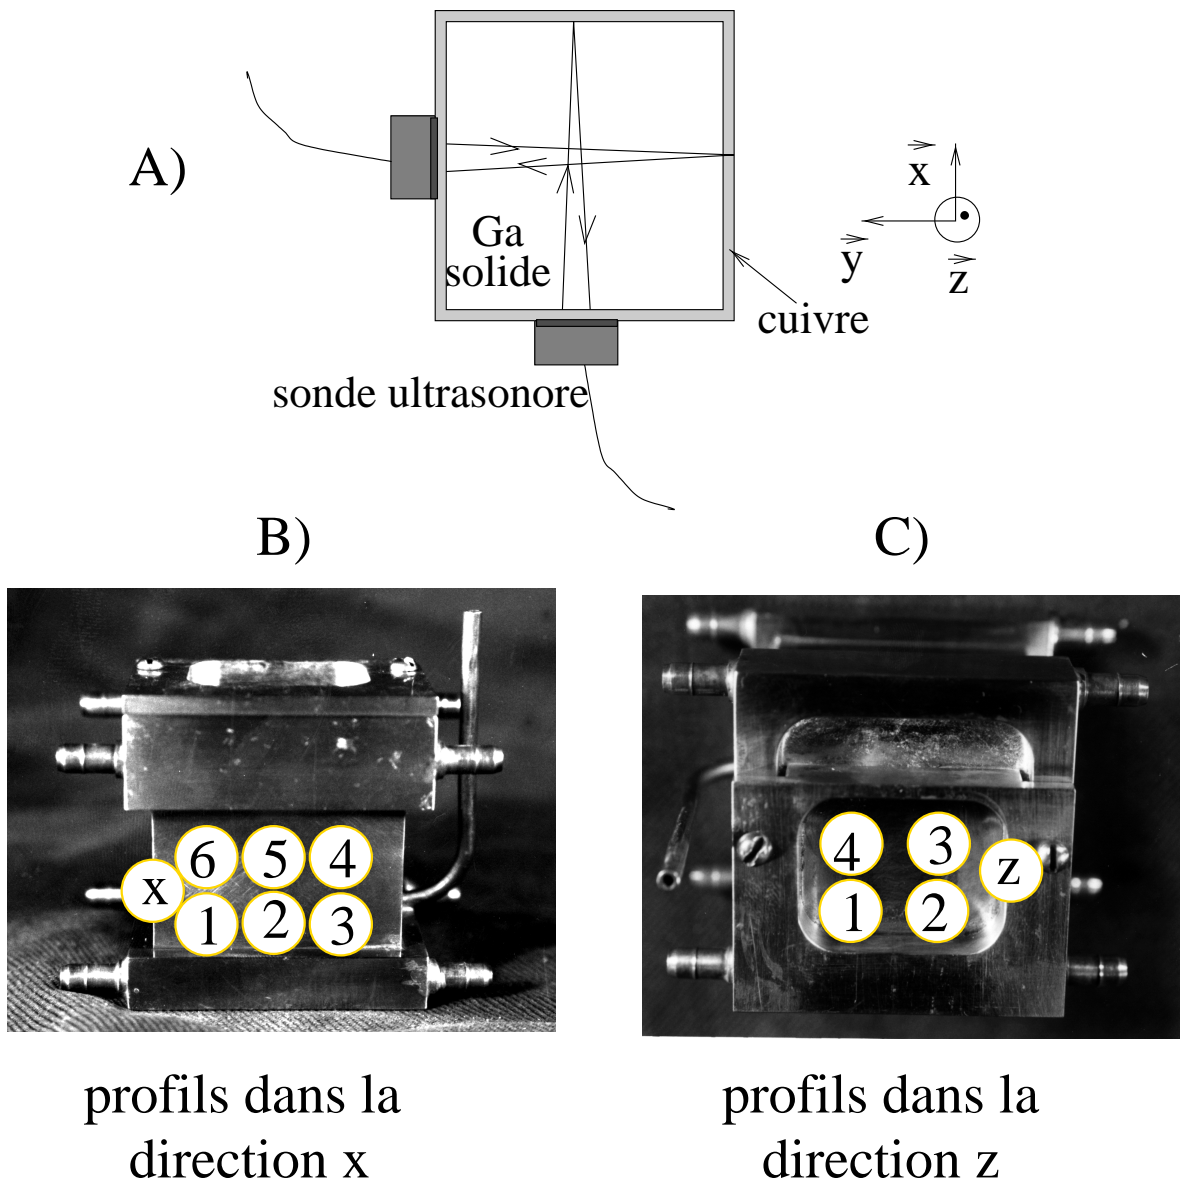 A)
Ga
solide
x
y
z
cuivre
sonde ultrasonore
B)
C)
6 5 4
x
1 2 3
4 3
z
1 2
profils dans la
direction x
profils dans la
direction z